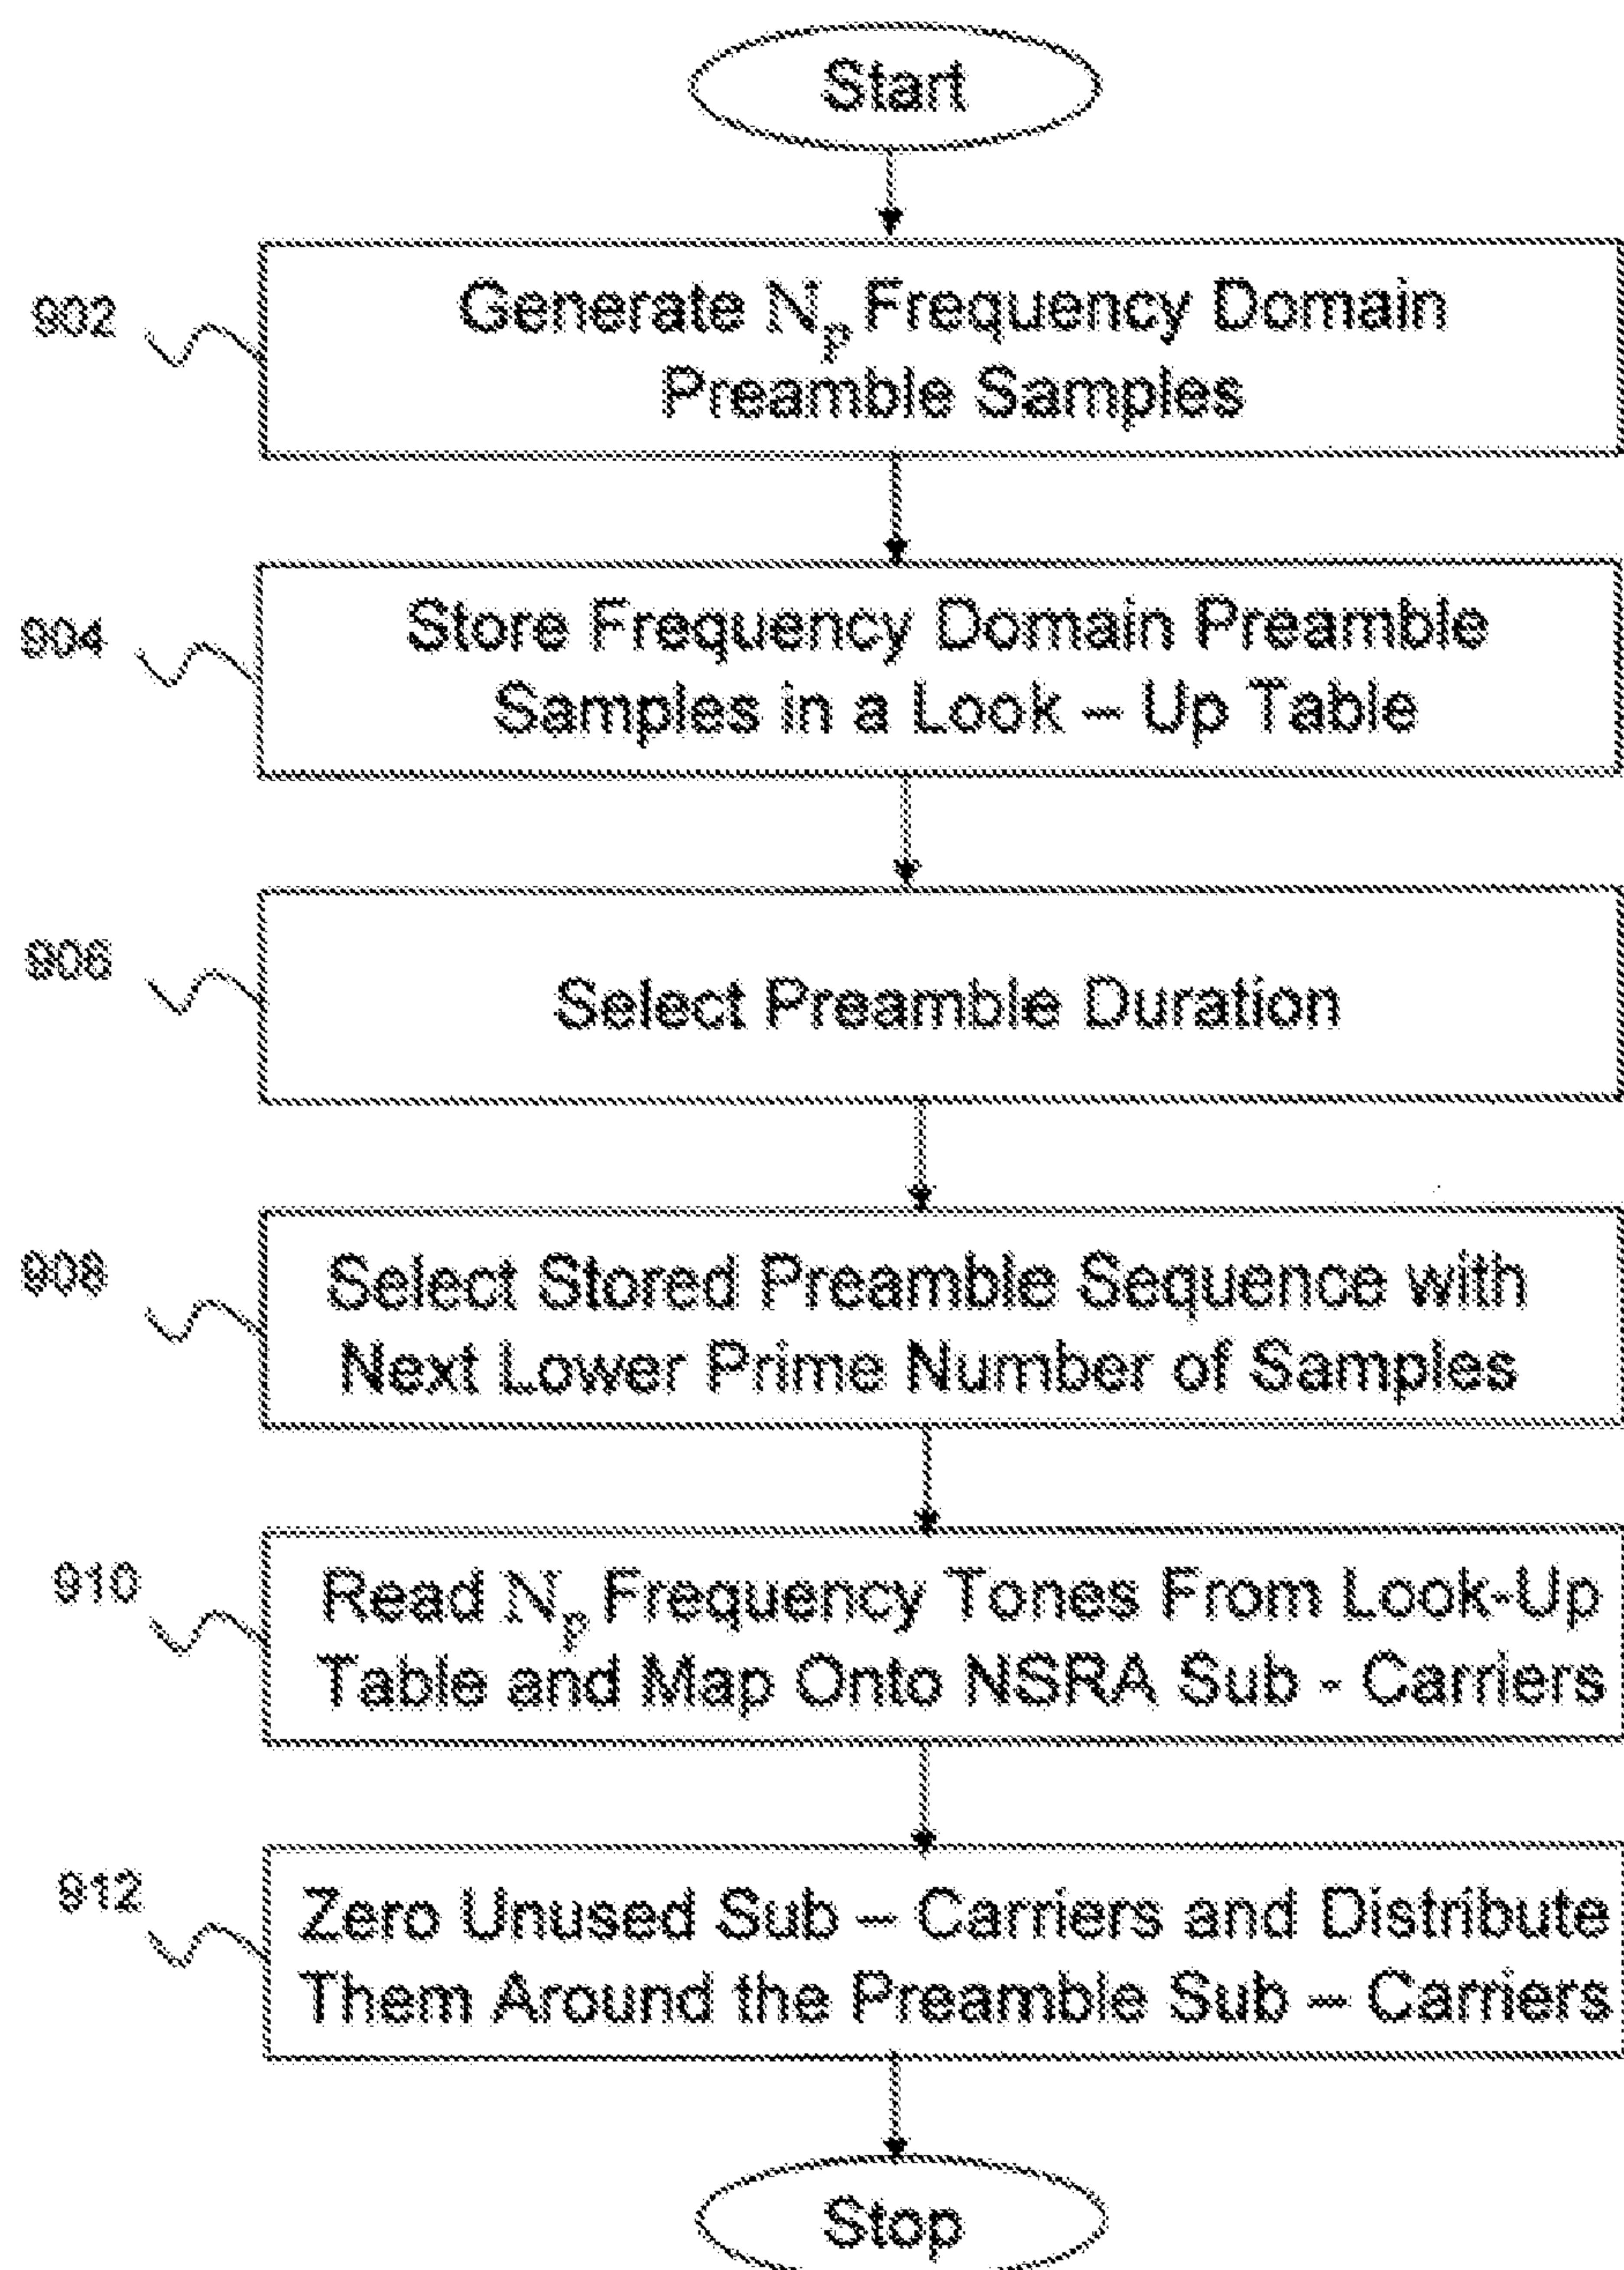 Start
902
Generate Np Frequency Domain
Preamble Samples
904
Store Frequency Domain Preamble
Samples in a Look – Up Table
906
Select Preamble Duration
908
Select Stored Preamble Sequence with
Next Lower Prime Number of Samples
910
Read Np Frequency Tones From Look-Up
Table and Map Onto NSRA Sub - Carriers
912
Zero Unused Sub – Carriers and Distribute
Them Around the Preamble Sub – Carriers
Stop